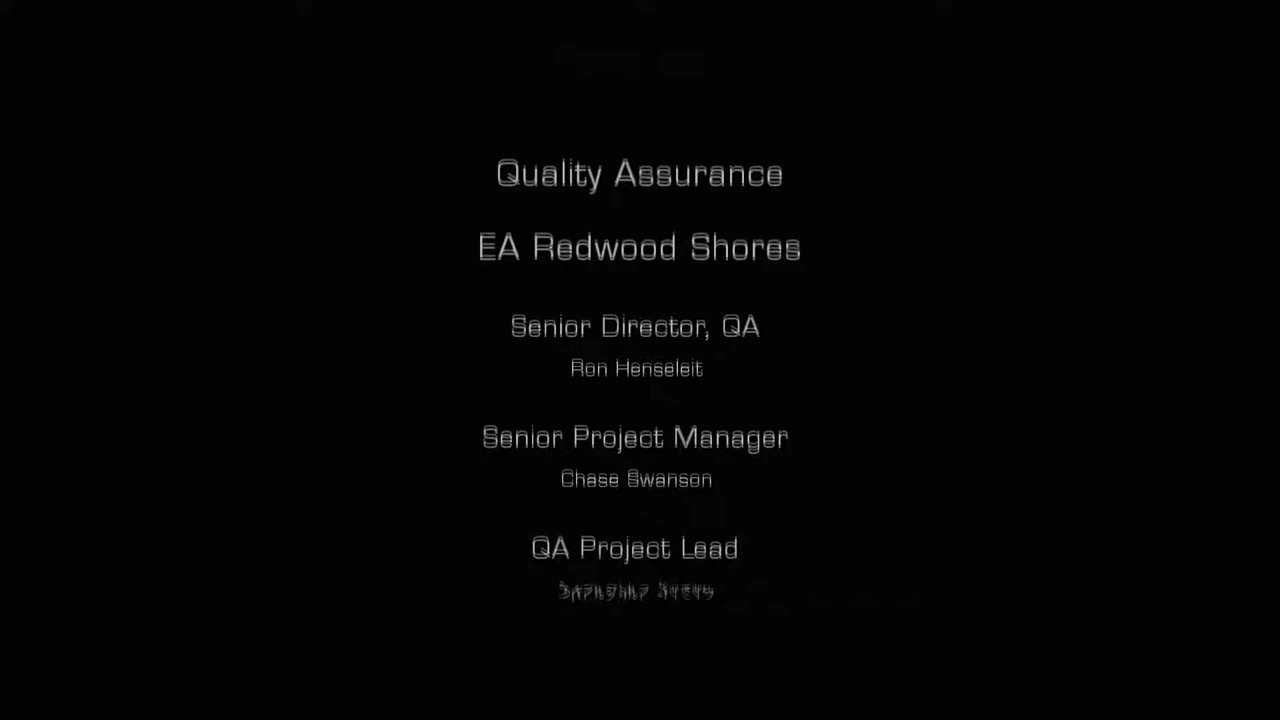 Quality Assurance
EA Redwood Shores
Senior Director, QA
Ron Henseleit
Senior Project Manager
Chase Swanson
QA Project Lead